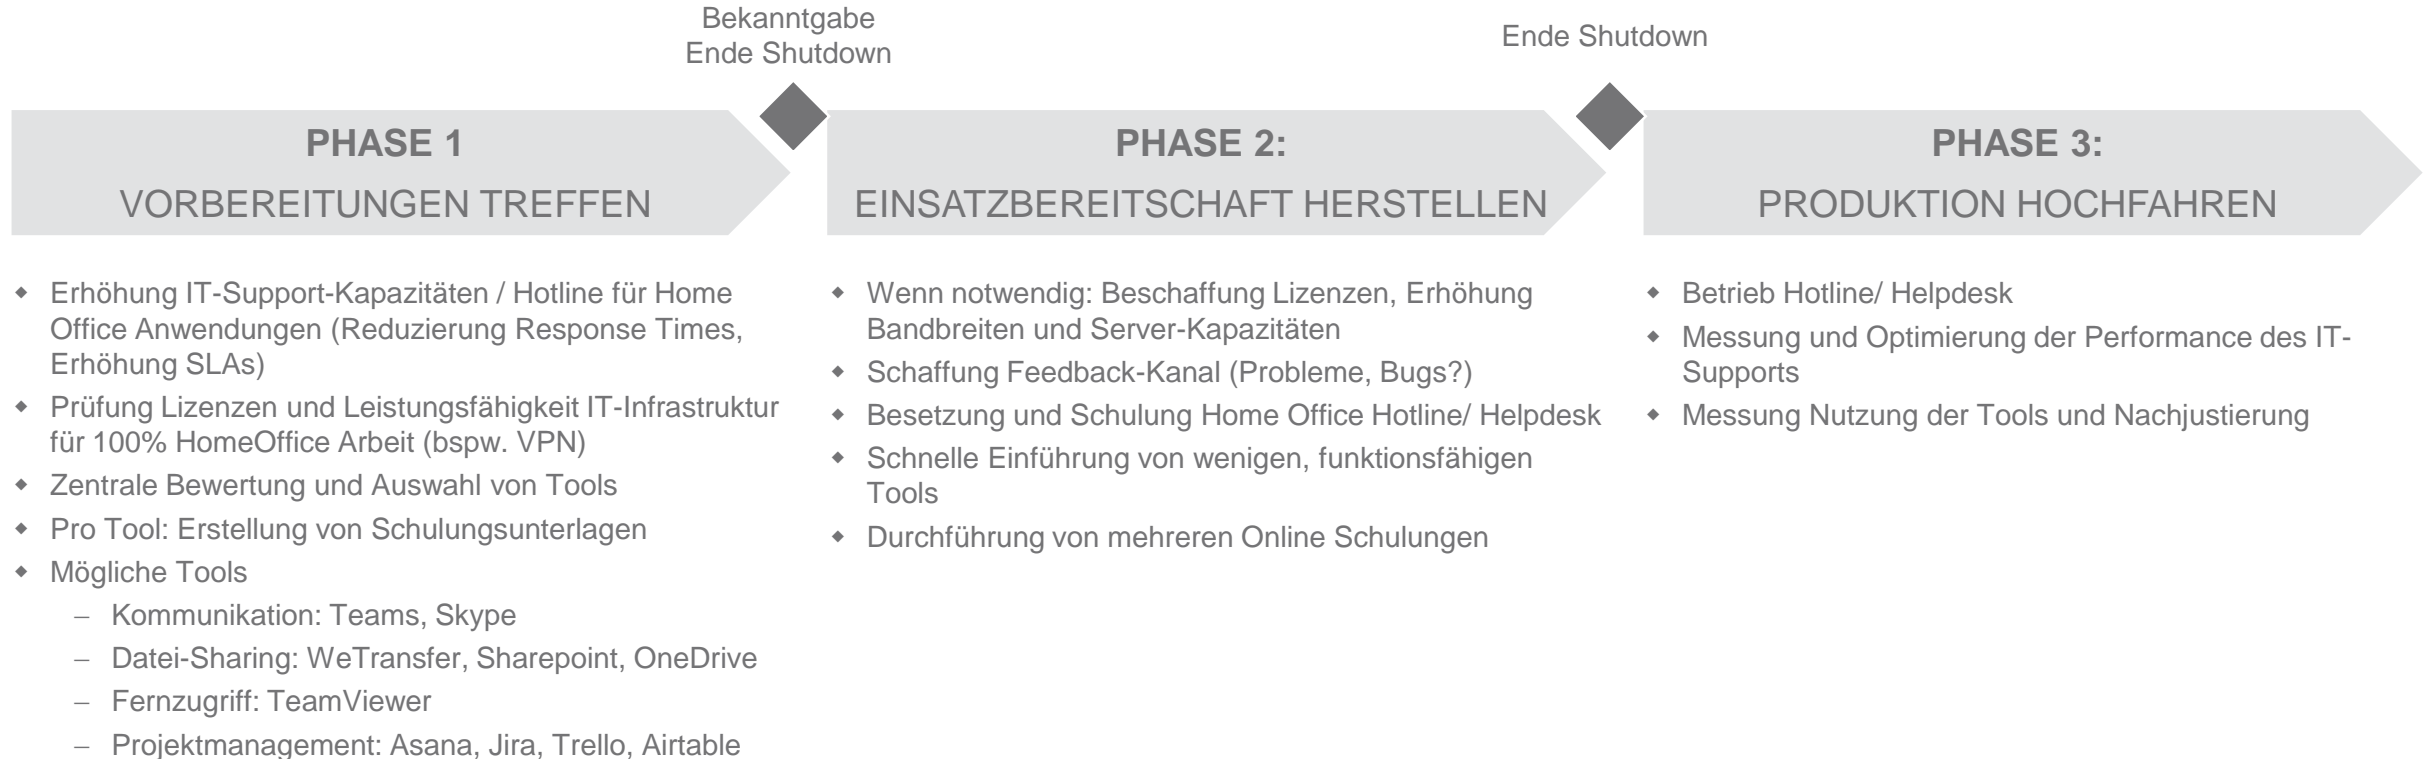 Bekanntgabe
Ende Shutdown
Ende Shutdown
PHASE 1
VORBEREITUNGEN TREFFEN
PHASE 2:
EINSATZBEREITSCHAFT HERSTELLEN
PHASE 3:
PRODUKTION HOCHFAHREN
Erhöhung IT-Support-Kapazitäten / Hotline für Home
Office Anwendungen (Reduzierung Response Times,
Erhöhung SLAs)
Prüfung Lizenzen und Leistungsfähigkeit IT-Infrastruktur
für 100% HomeOffice Arbeit (bspw. VPN)
Zentrale Bewertung und Auswahl von Tools
Pro Tool: Erstellung von Schulungsunterlagen
Mögliche Tools
– Kommunikation: Teams, Skype
– Datei-Sharing: WeTransfer, Sharepoint, OneDrive
– Fernzugriff: TeamViewer
– Projektmanagement: Asana, Jira, Trello, Airtable
Wenn notwendig: Beschaffung Lizenzen, Erhöhung
Bandbreiten und Server-Kapazitäten
Schaffung Feedback-Kanal (Probleme, Bugs?)
Besetzung und Schulung Home Office Hotline/ Helpdesk
Schnelle Einführung von wenigen, funktionsfähigen
Tools
Durchführung von mehreren Online Schulungen
Betrieb Hotline/ Helpdesk
Messung und Optimierung der Performance des IT-
Supports
Messung Nutzung der Tools und Nachjustierung